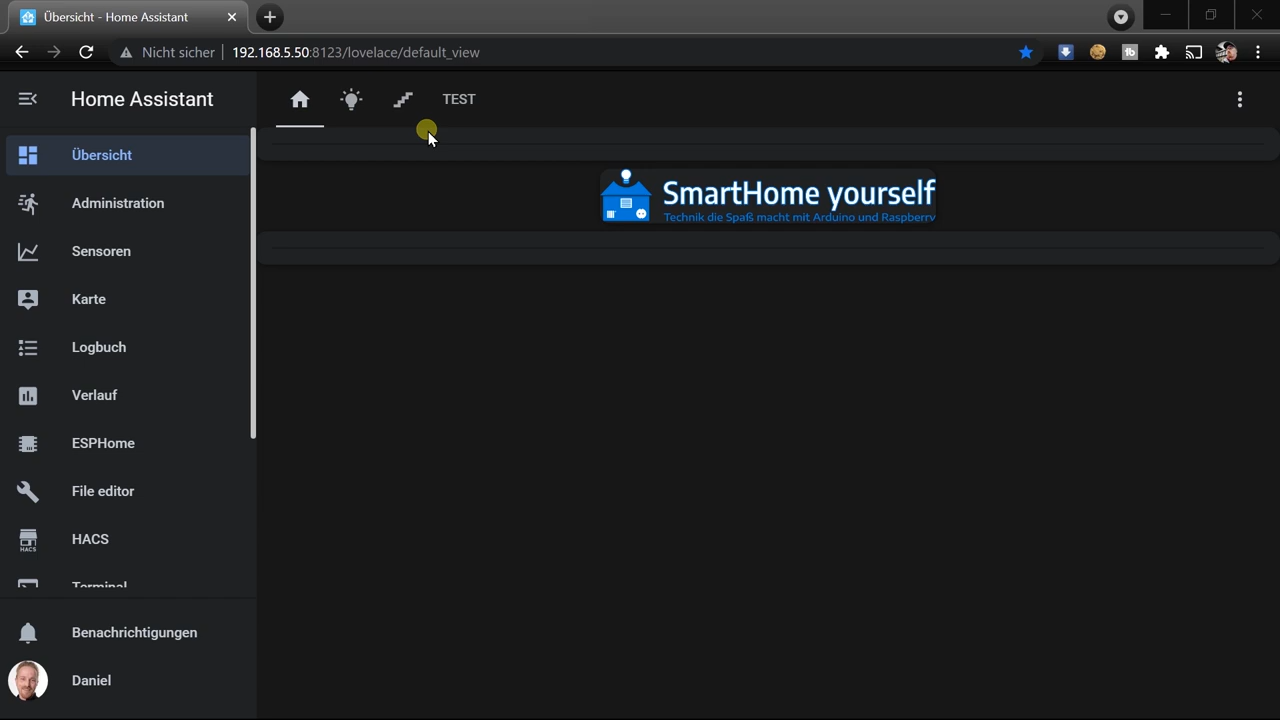 Übersicht - Home Assistant
Nicht sicher
192.168.5.50:8123/lovelace/default_view
Home Assistant
TEST
Übersicht
Administration
Sensoren
Karte
Logbuch
Verlauf
ESPHome
File editor
HACS
HACS
Terminal
Benachrichtigungen
Daniel
SmartHome yourself
Technik die Spaß macht mit Arduino und Raspberry